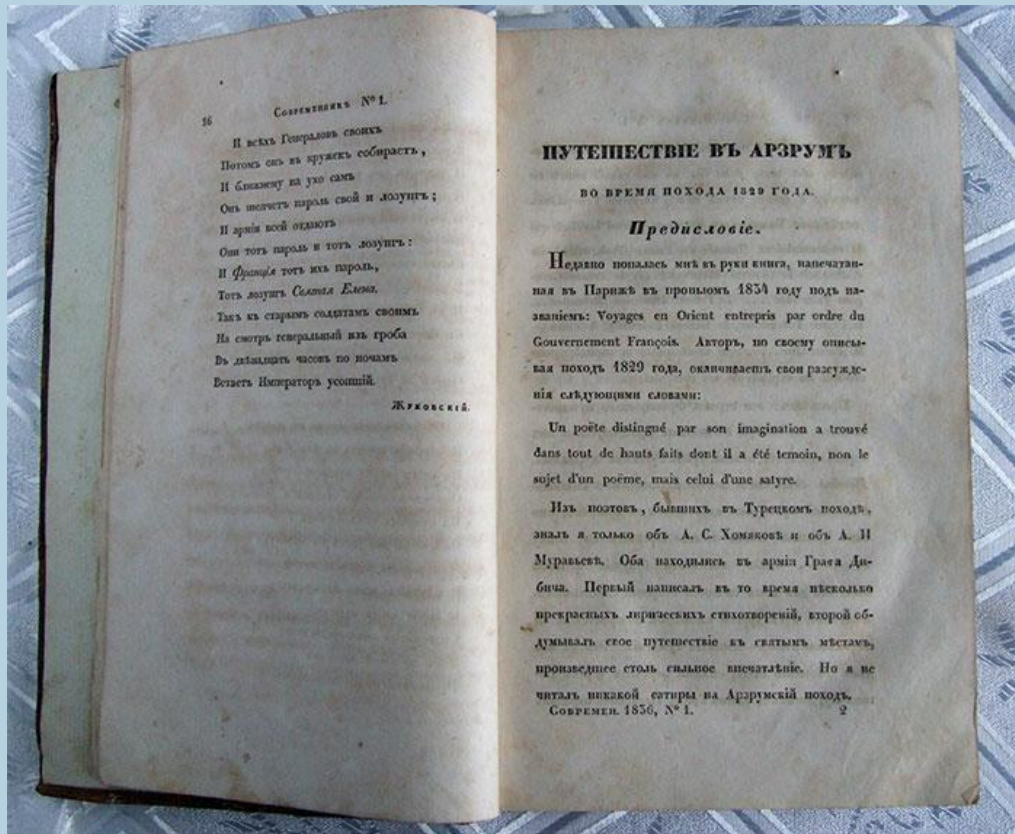 16
Современникъ № 1.
И всѣхъ Генераловъ своихъ
Потомъ онъ въ кружекъ собираетъ,
И ближнему на ухо самъ
Онъ шепчетъ пароль свой и лозунгъ;
И арміи всей отдаютъ
Они тотъ пароль и тотъ лозунгъ:
И Франція тотъ ихъ пароль,
Тотъ лозунгъ Святая Елена.
Такъ къ старымъ солдатамъ своимъ
На смотръ генеральный изъ гроба
Въ двѣнадцать часовъ по ночамъ
Встаетъ Императоръ усопшій.
Жуковскій.
ПУТЕШЕСТВІЕ ВЪ АРЗРУМЪ
ВО ВРЕМЯ ПОХОДА 1829 ГОДА.
Предисловіе.
Недавно попалась мнѣ въ руки книга, напечатан-
ная въ Парижѣ въ прошломъ 1834 году подъ на-
званіемъ: Voyages en Orient entrepris par ordre du
Gouvernement François. Авторъ, по своему описы-
вая походъ 1829 года, оканчиваетъ свои разсужде-
нія слѣдующими словами:
Un poëte distingué par son imagination a trouvé
dans tout de hauts faits dont il a été temoin, non le
sujet d'un poëme, mais celui d'une satyre.
Изъ поэтовъ, бывшихъ въ Турецкомъ походѣ,
зналъ я только объ А. С. Хомяковѣ и объ А. Н
Муравьевѣ. Оба находились въ арміи Графа Ди-
бича. Первый написалъ въ то время нѣсколько
прекрасныхъ лирическихъ стихотвореній, второй об-
думывалъ свое путешествіе къ святымъ мѣстамъ,
произведшее столь сильное впечатлѣніе. Но я не
читалъ никакой сатиры на Арзрумскій походъ.
Современ. 1836, № 1.
2